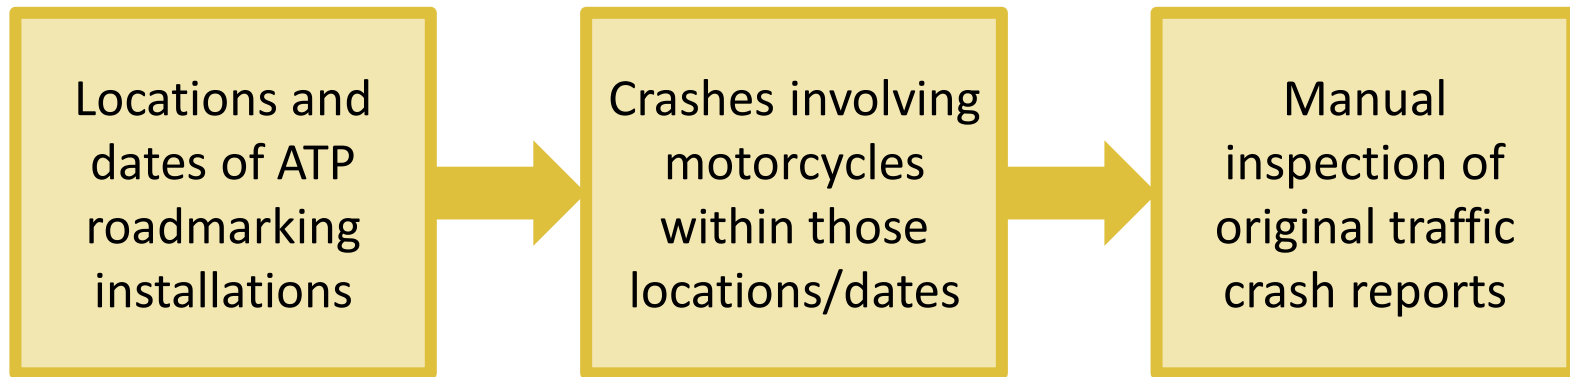 Locations and
dates of ATP
roadmarking
installations
Crashes involving
motorcycles
within those
locations/dates
Manual
inspection of
original traffic
crash reports